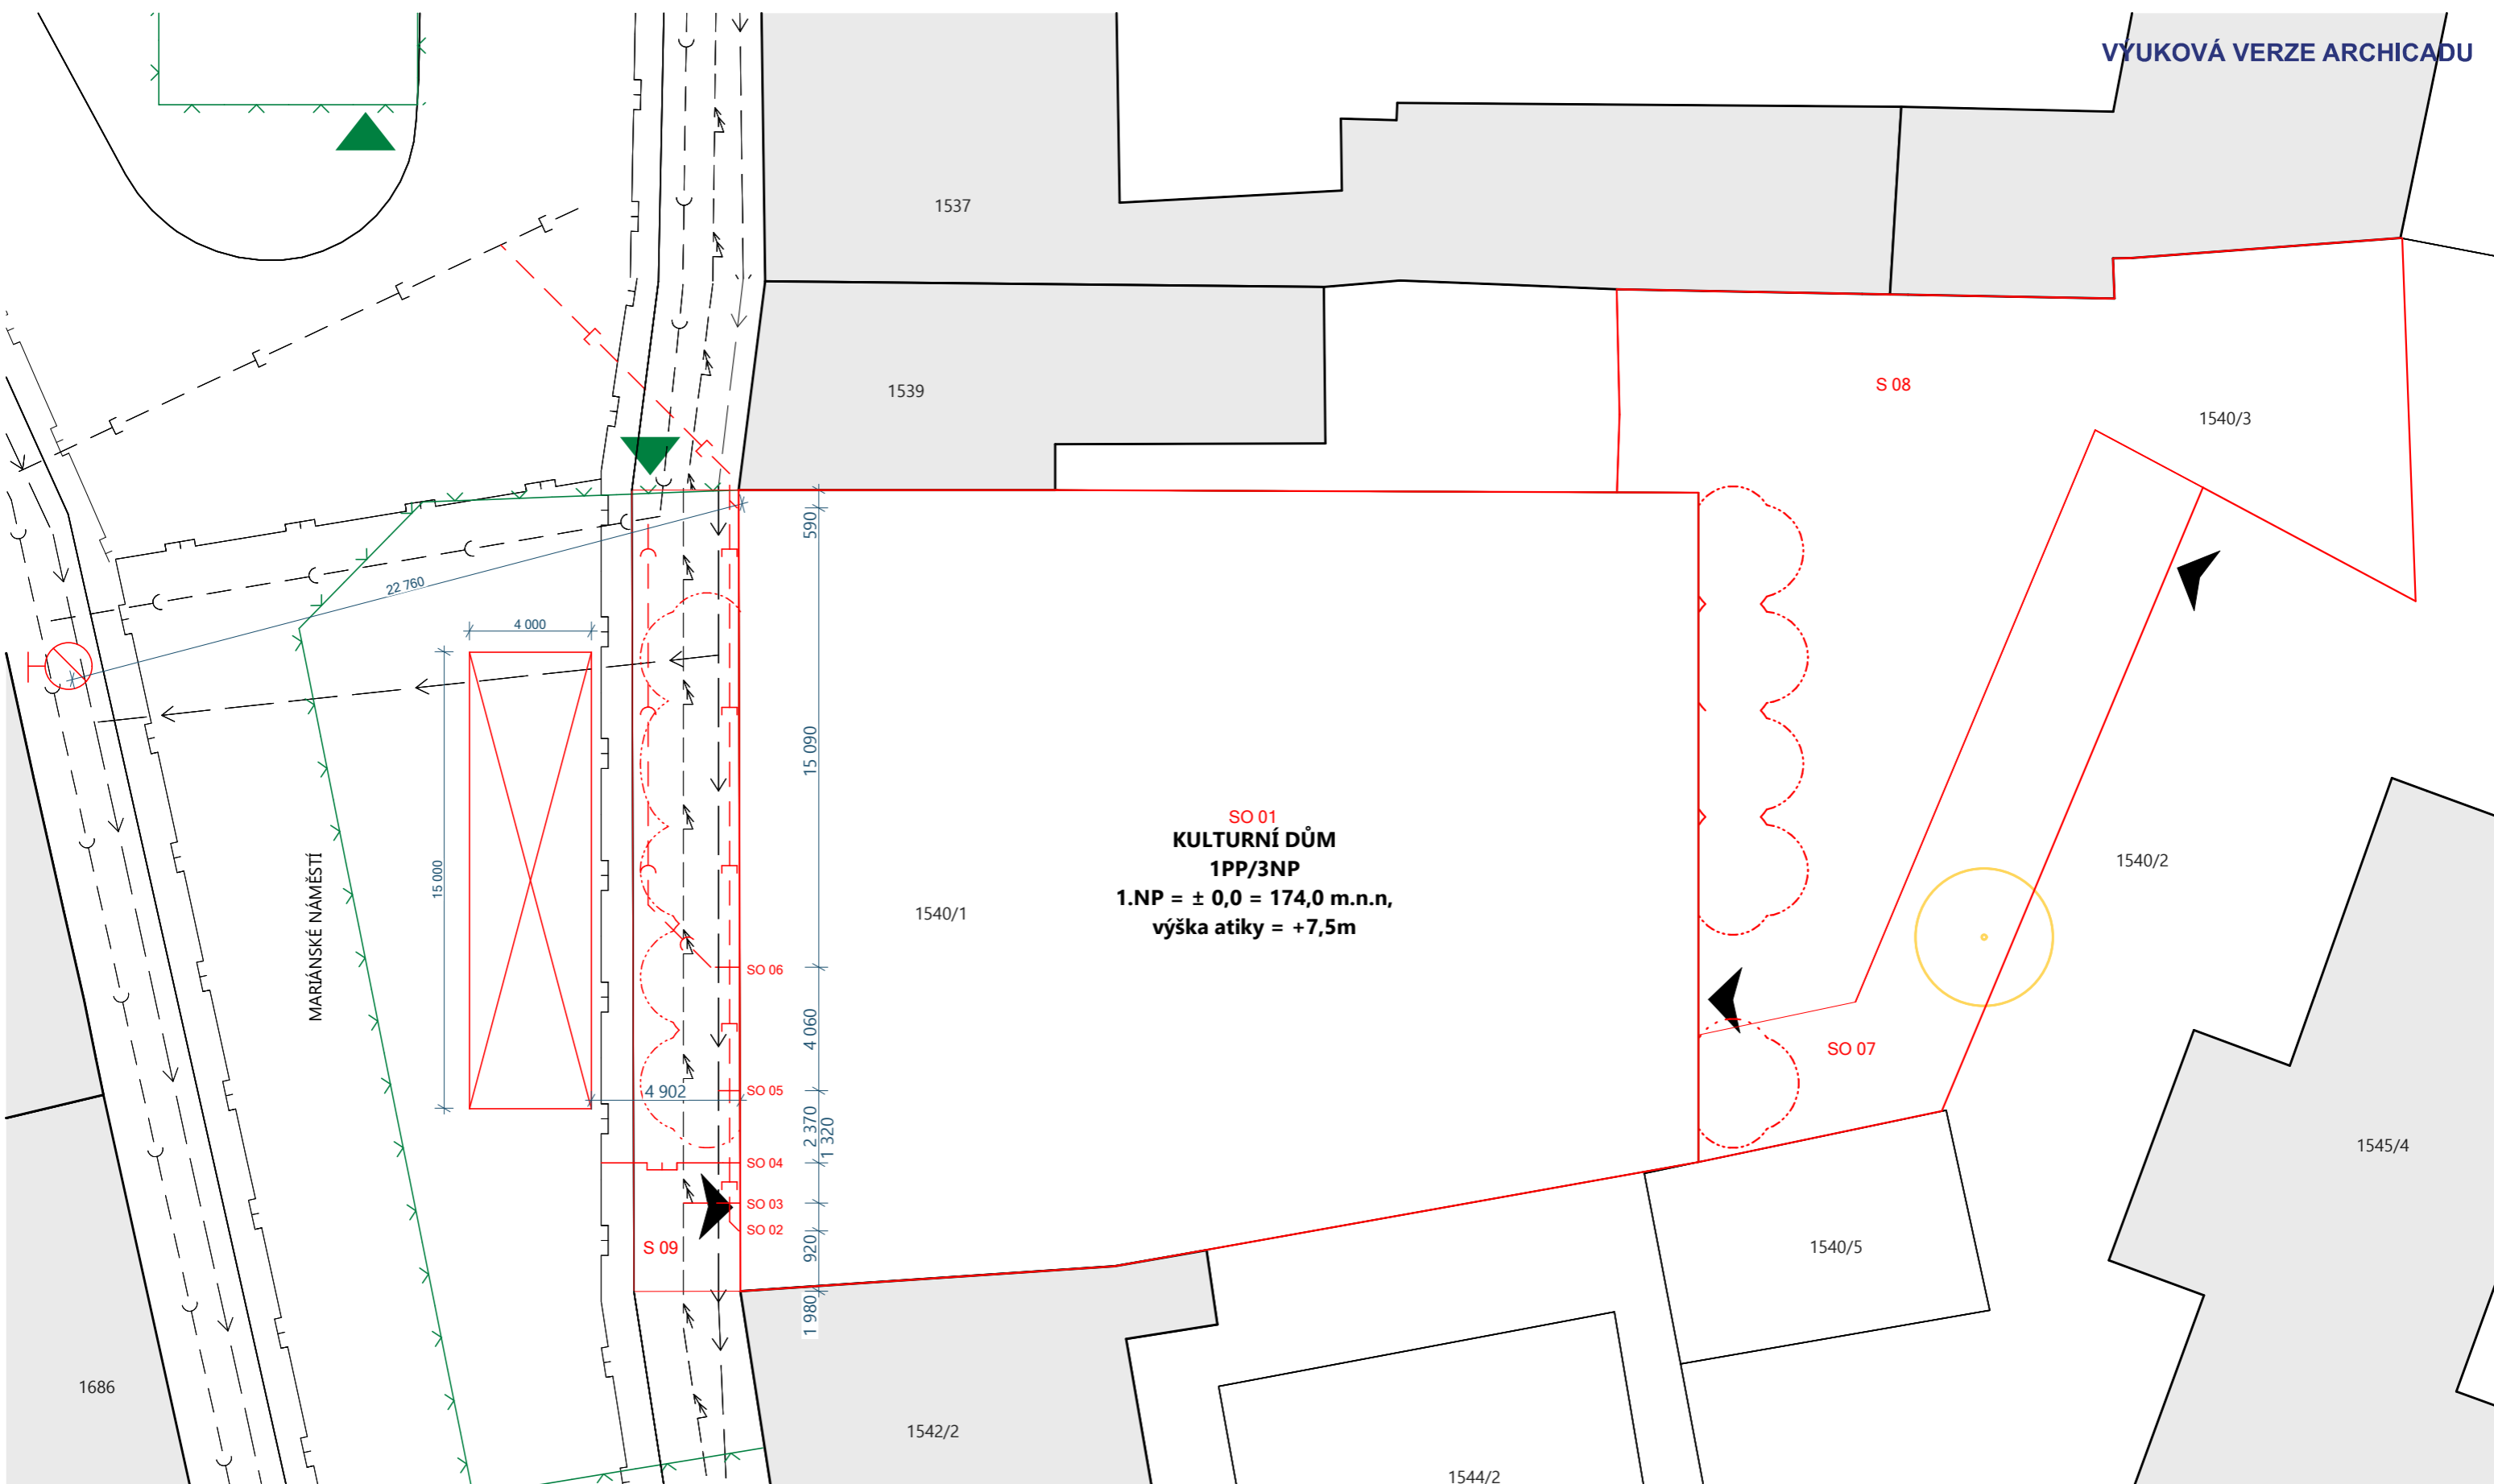 VÝUKOVÁ VERZE ARCHICADU
1537
1539
S 08
1540/3
590
22 760
4 000
15 090
SO 01
KULTURNÍ DŮM
1PP/3NP
1.NP = ± 0,0 = 174,0 m.n.n,
výška atiky = +7,5m
1540/2
15 000
MARIÁNSKÉ NÁMĚSTÍ
1540/1
SO 06
4 060
SO 07
SO 05
4 902
2 370
1 320
1545/4
SO 04
SO 03
SO 02
S 09
920
1540/5
1 980
1686
1542/2
1544/2